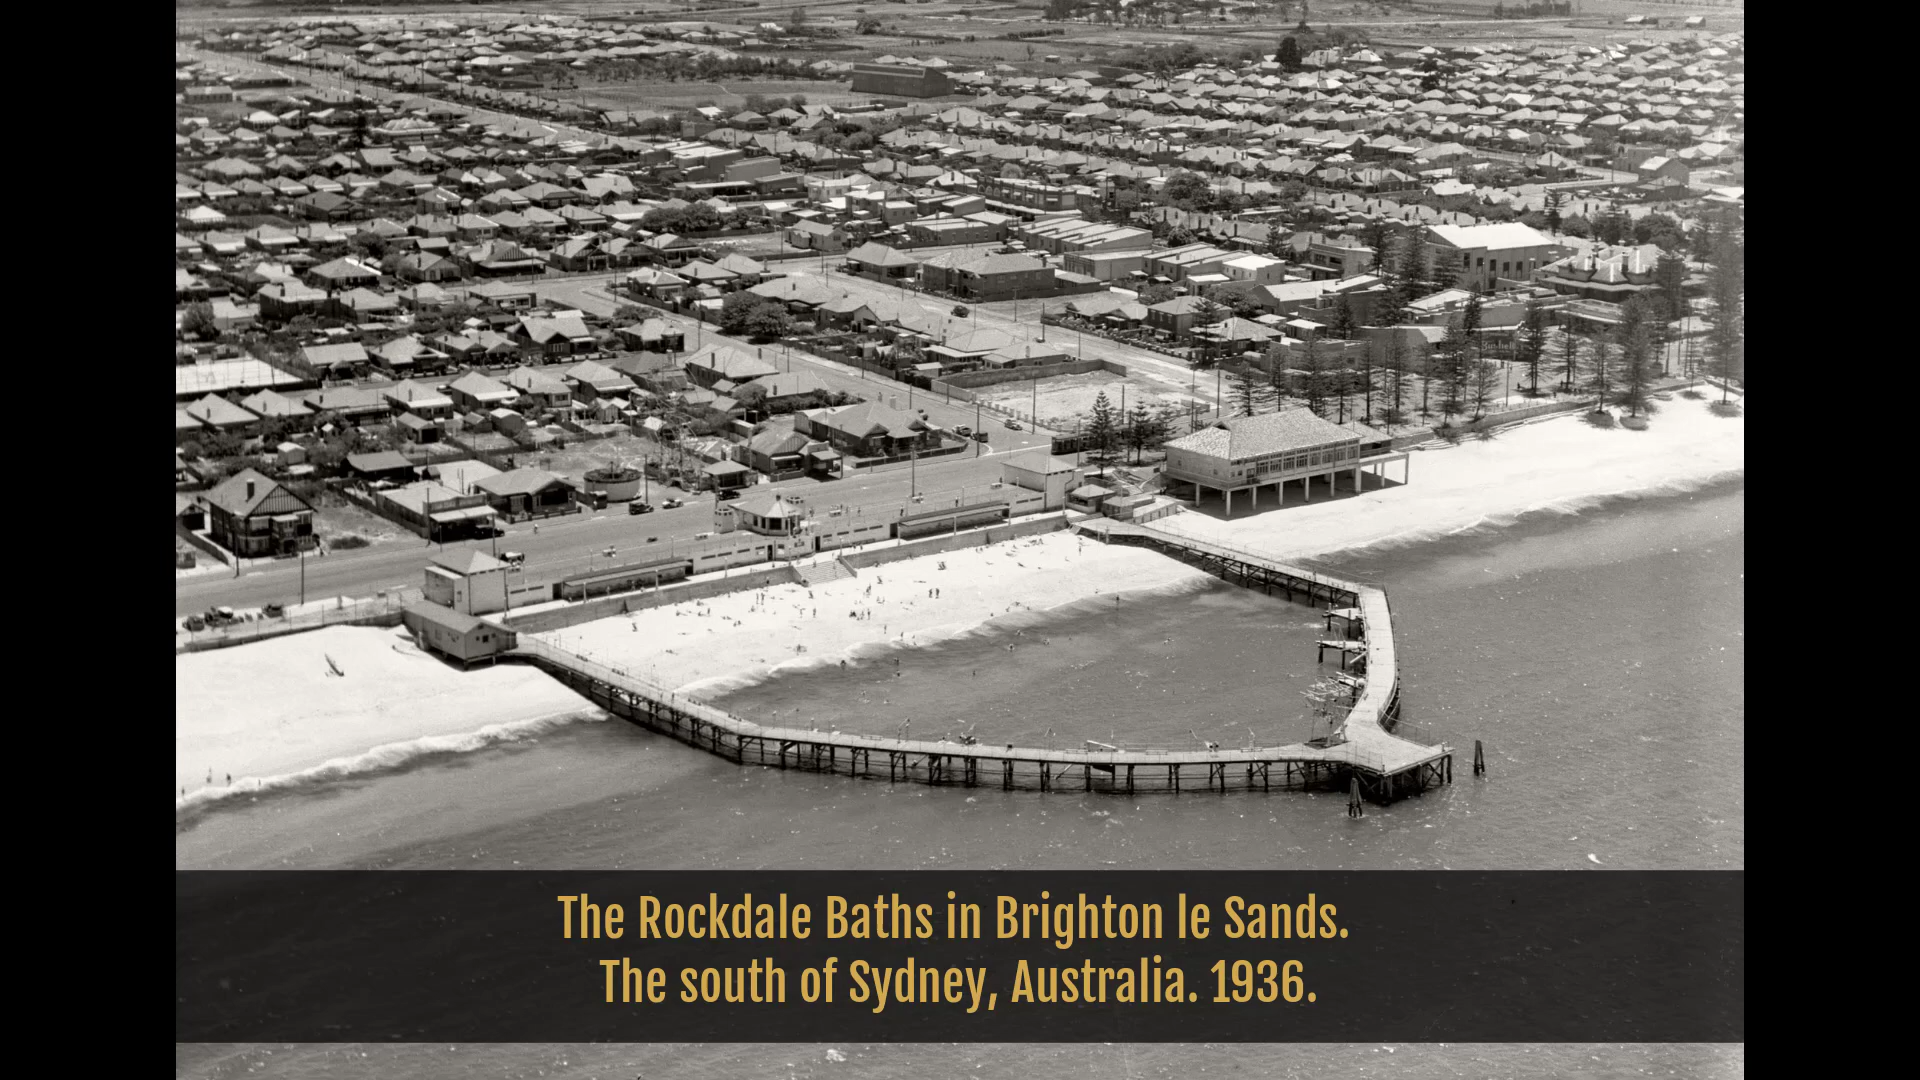 The Rockdale Baths in Brighton le Sands.
The south of Sydney, Australia. 1936.